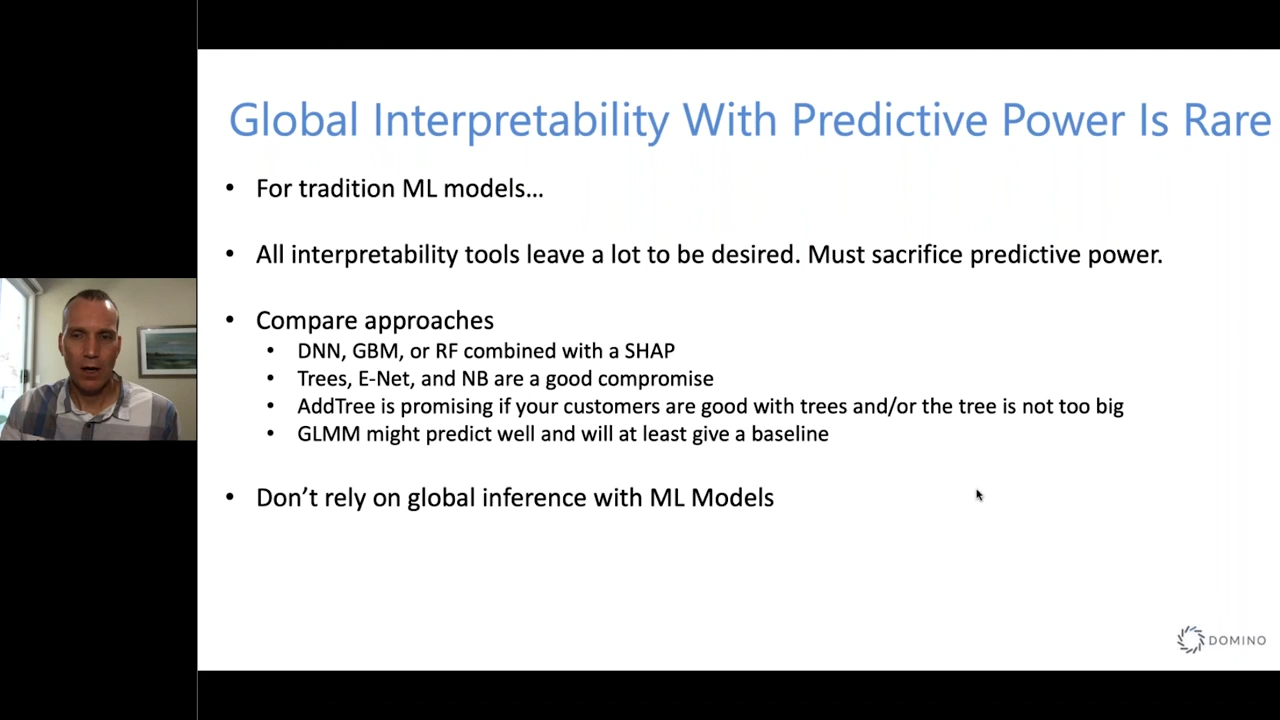 Global Interpretability With Predictive Power Is Rare
• For tradition ML models...
• All interpretability tools leave a lot to be desired. Must sacrifice predictive power.
• Compare approaches
• DNN, GBM, or RF combined with a SHAP
• Trees, E-Net, and NB are a good compromise
• AddTree is promising if your customers are good with trees and/or the tree is not too big
• GLMM might predict well and will at least give a baseline
• Don’t rely on global inference with ML Models
DOMINO